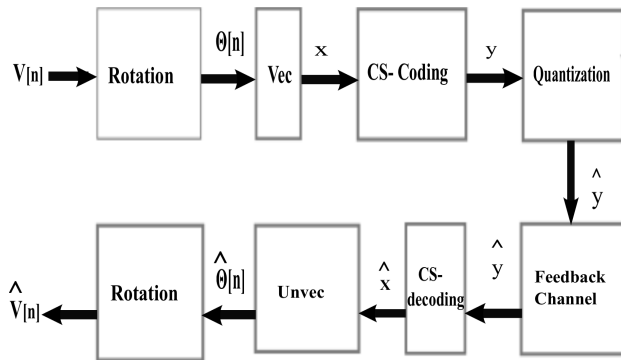 V[n]
Rotation
Θ[n]
Vec
x
CS- Coding
y
Quantization
^
y
^
V[n]
Rotation
^
Θ[n]
Unvec
^
x
CS-
decoding
^
y
Feedback
Channel